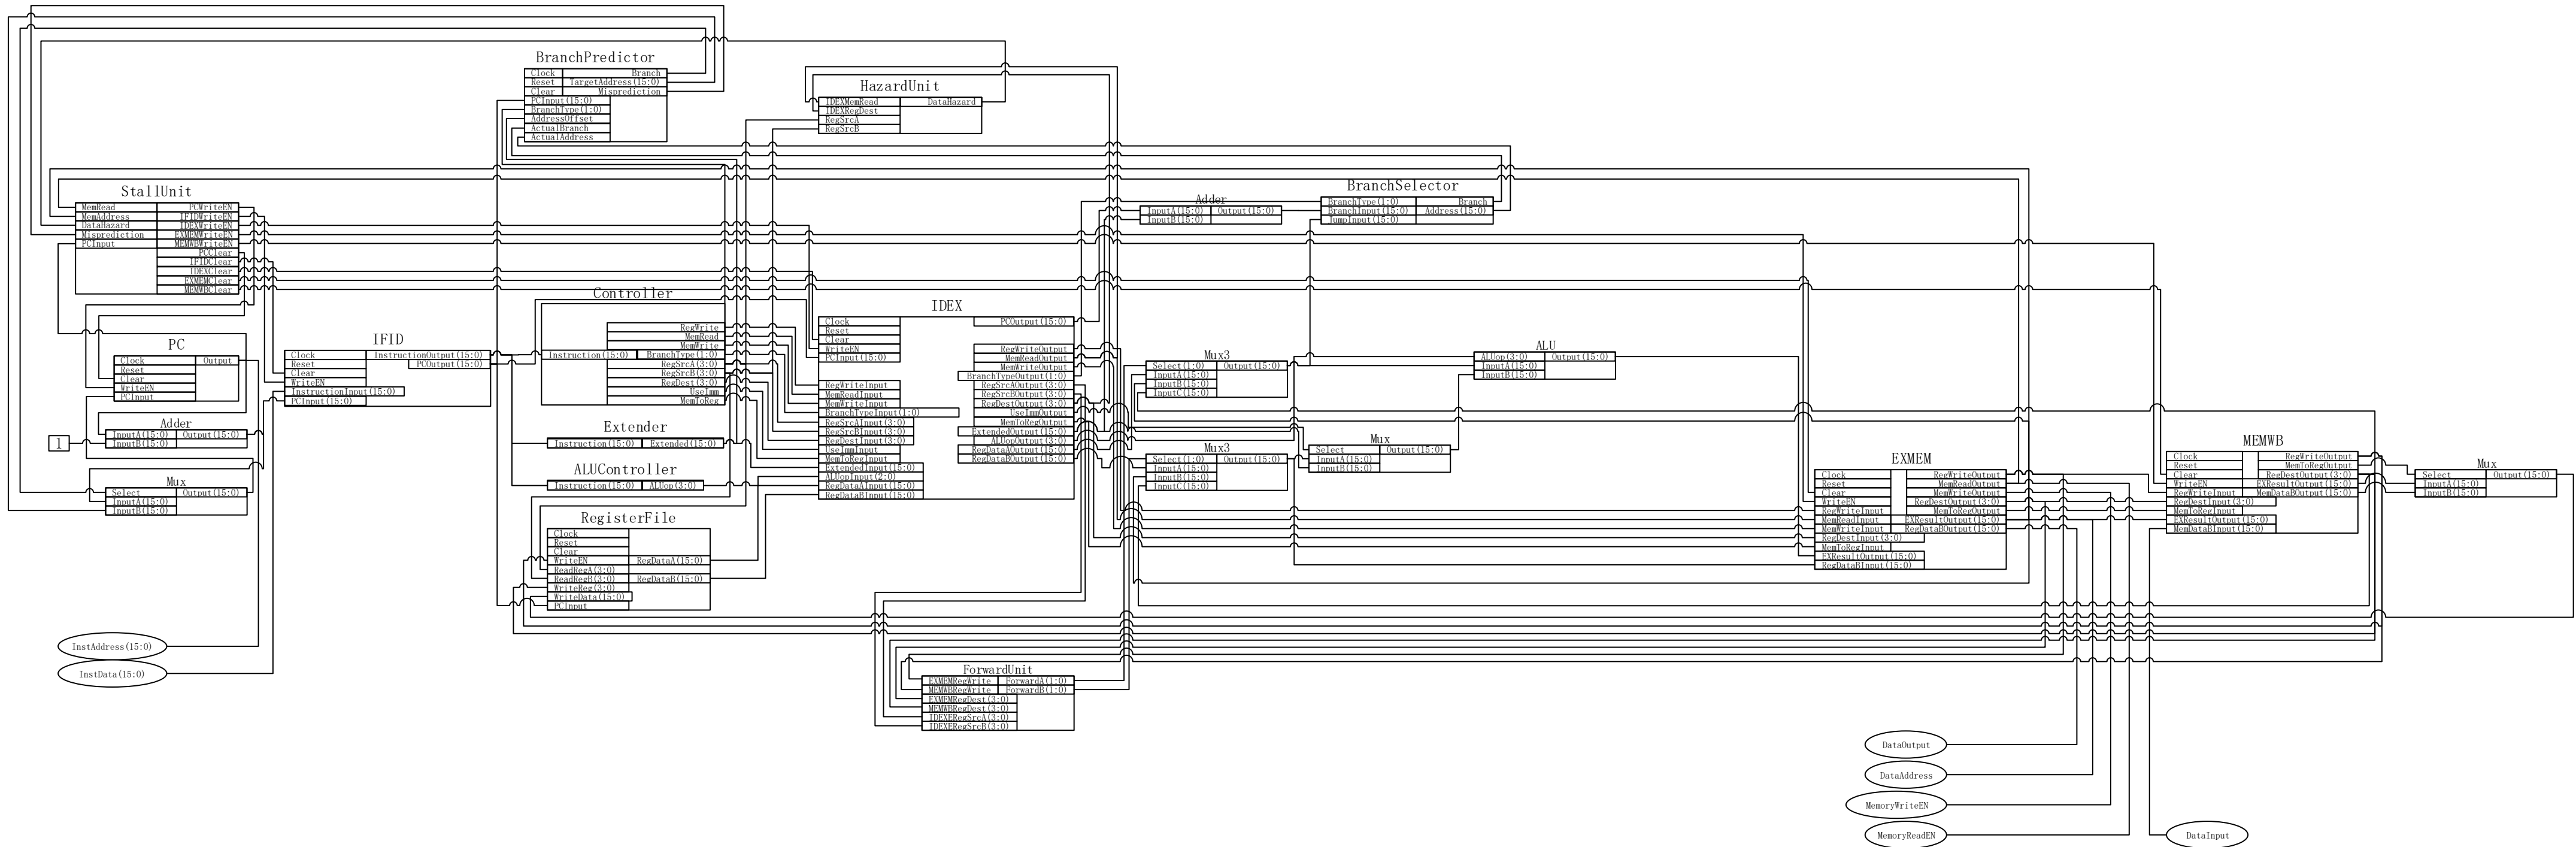 BranchPredictor
Clock Branch
Reset TargetAddress(15:0)
Clear Misprediction
PCInput(15:0)
BranchType(1:0)
AddressOffset
ActualBranch
ActualAddress
HazardUnit
IDEXMemRead DataHazard
IDEXRegDest
RegSrcA
RegSrcB
StallUnit
MemRead PCWriteEN
MemAddress IFIDWriteEN
DataHazard IDEXWriteEN
Misprediction EXMEMWriteEN
PCInput MEMWBWriteEN
PCClear
IFIDClear
IDEXClear
EXMEMClear
MEMWBClear
Adder
InputA(15:0) Output(15:0)
InputB(15:0)
BranchSelector
BranchType(1:0) Branch
BranchInput(15:0) Address(15:0)
JumpInput(15:0)
PC
Clock Output
Reset
Clear
WriteEN
PCInput
IFID
Clock InstructionOutput(15:0)
Reset PCOutput(15:0)
Clear
WriteEN
InstructionInput(15:0)
PCInput(15:0)
Controller
RegWrite
MemRead
MemWrite
Instruction(15:0) BranchType(1:0)
RegSrcA(3:0)
RegSrcB(3:0)
RegDest(3:0)
UseImm
MemToReg
IDEX
Clock PCOutput(15:0)
Reset
Clear
WriteEN
PCInput(15:0)
RegWriteOutput
MemReadOutput
MemWriteOutput
BranchTypeOutput(1:0)
RegWriteInput RegSrcAOutput(3:0)
MemReadInput RegSrcBOutput(3:0)
MemWriteInput RegDestOutput(3:0)
BranchTypeInput(1:0) UseImmOutput
RegSrcAInput(3:0) MemToRegOutput
RegSrcBInput(3:0) ExtendedOutput(15:0)
RegDestInput(3:0) ALUopOutput(3:0)
UseImmInput RegDataAOutput(15:0)
MemToRegInput RegDataBOutput(15:0)
ExtendedInput(15:0)
ALUopInput(2:0)
RegDataAInput(15:0)
RegDataBInput(15:0)
Mux3
Select(1:0) Output(15:0)
InputA(15:0)
InputB(15:0)
InputC(15:0)
ALU
ALUop(3:0) Output(15:0)
InputA(15:0)
InputB(15:0)
1
Adder
InputA(15:0) Output(15:0)
InputB(15:0)
Extender
Instruction(15:0) Extended(15:0)
ALUController
Instruction(15:0) ALUop(3:0)
Mux3
Select(1:0) Output(15:0)
InputA(15:0)
InputB(15:0)
InputC(15:0)
Mux
Select Output(15:0)
InputA(15:0)
InputB(15:0)
Mux
Select Output(15:0)
InputA(15:0)
InputB(15:0)
EXMEM
Clock RegWriteOutput
Reset MemReadOutput
Clear MemWriteOutput
WriteEN RegDestOutput(3:0)
RegWriteInput MemToRegOutput
MemReadInput EXResultOutput(15:0)
MemWriteInput RegDataBOutput(15:0)
RegDestInput(3:0)
MemToRegInput
EXResultOutput(15:0)
RegDataBInput(15:0)
MEMWB
Clock RegWriteOutput
Reset MemToRegOutput
Clear RegDestOutput(3:0)
WriteEN EXResultOutput(15:0)
RegWriteInput MemDataBOutput(15:0)
RegDestInput(3:0)
MemToRegInput
EXResultOutput(15:0)
MemDataBInput(15:0)
Mux
Select Output(15:0)
InputA(15:0)
InputB(15:0)
RegisterFile
Clock
Reset
Clear
WriteEN RegDataA(15:0)
ReadRegA(3:0)
ReadRegB(3:0) RegDataB(15:0)
WriteReg(3:0)
WriteData(15:0)
PCInput
InstAddress(15:0)
InstData(15:0)
ForwardUnit
EXMEMRegWrite ForwardA(1:0)
MEMWBRegWrite ForwardB(1:0)
EXMEMRegDest(3:0)
MEMWBRegDest(3:0)
IDEXERegSrcA(3:0)
IDEXERegSrcB(3:0)
DataOutput
DataAddress
MemoryWriteEN
MemoryReadEN
DataInput